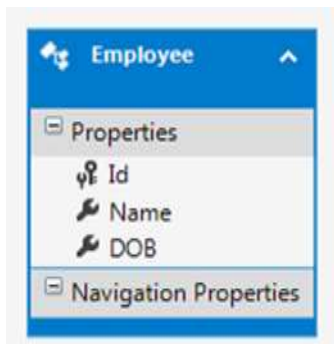 Employee
Properties
Id
Name
DOB
Navigation Properties